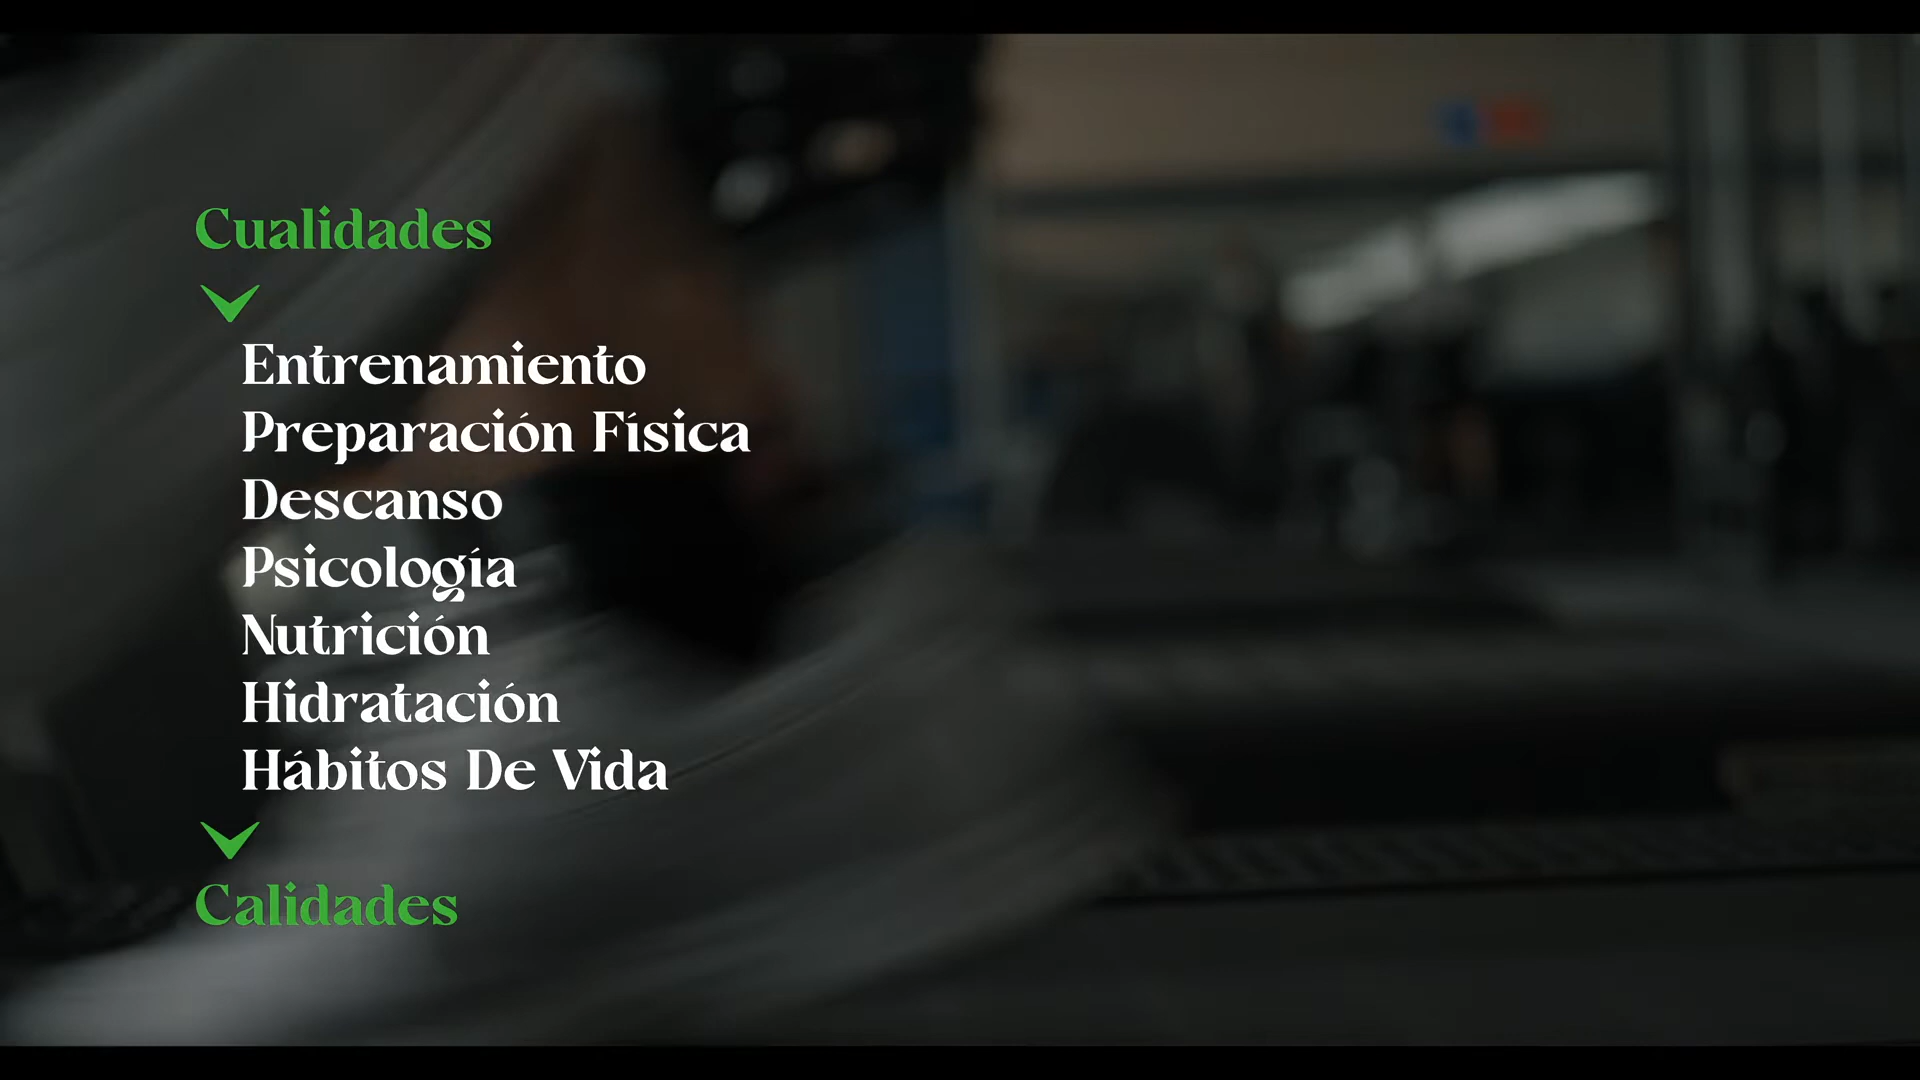 Cualidades
Entrenamiento
Preparación Física
Descanso
Psicología
Nutrición
Hidratación
Hábitos De Vida
Calidades